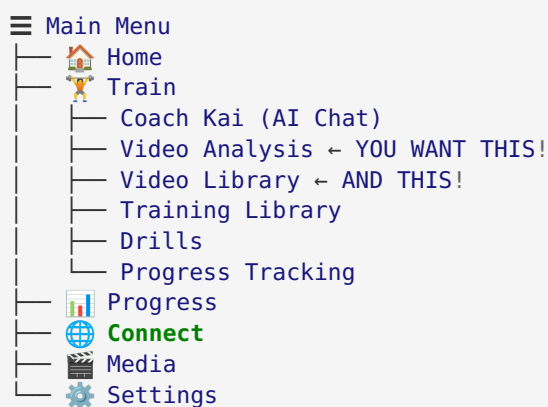 ☰ Main Menu
├── 🏠 Home
├── 🏋️ Train
│   ├── Coach Kai (AI Chat)
│   ├── Video Analysis ← YOU WANT THIS!
│   ├── Video Library ← AND THIS!
│   ├── Training Library
│   ├── Drills
│   └── Progress Tracking
├── 📊 Progress
├── 🌐 Connect
├── 🎬 Media
└── ⚙️ Settings